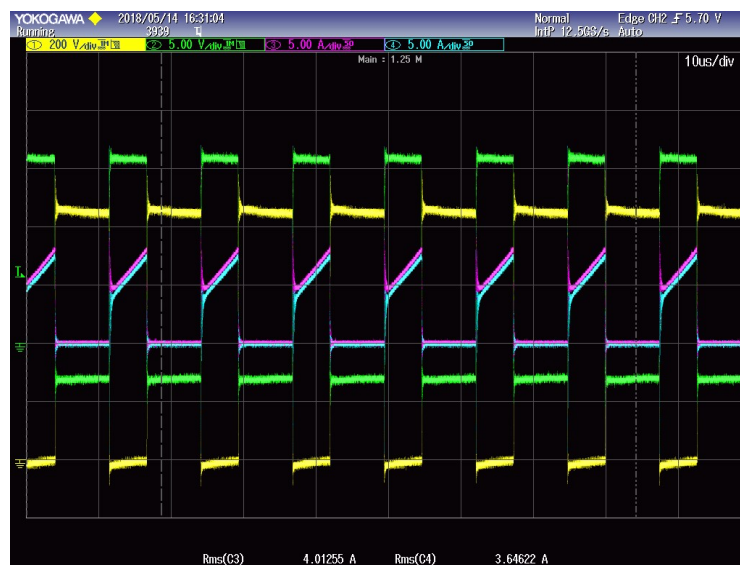 YOKOGAWA 2018/05/14 16:31:04 Normal Edge CH2 5.70 V
Running 3939 IntP 12.5GS/s Auto
1 200 V/div 2 5.00 V/div 3 5.00 A/div 4 5.00 A/div
Main : 1.25 M
10us/div
Rms(C3) 4.01255 A Rms(C4) 3.64622 A